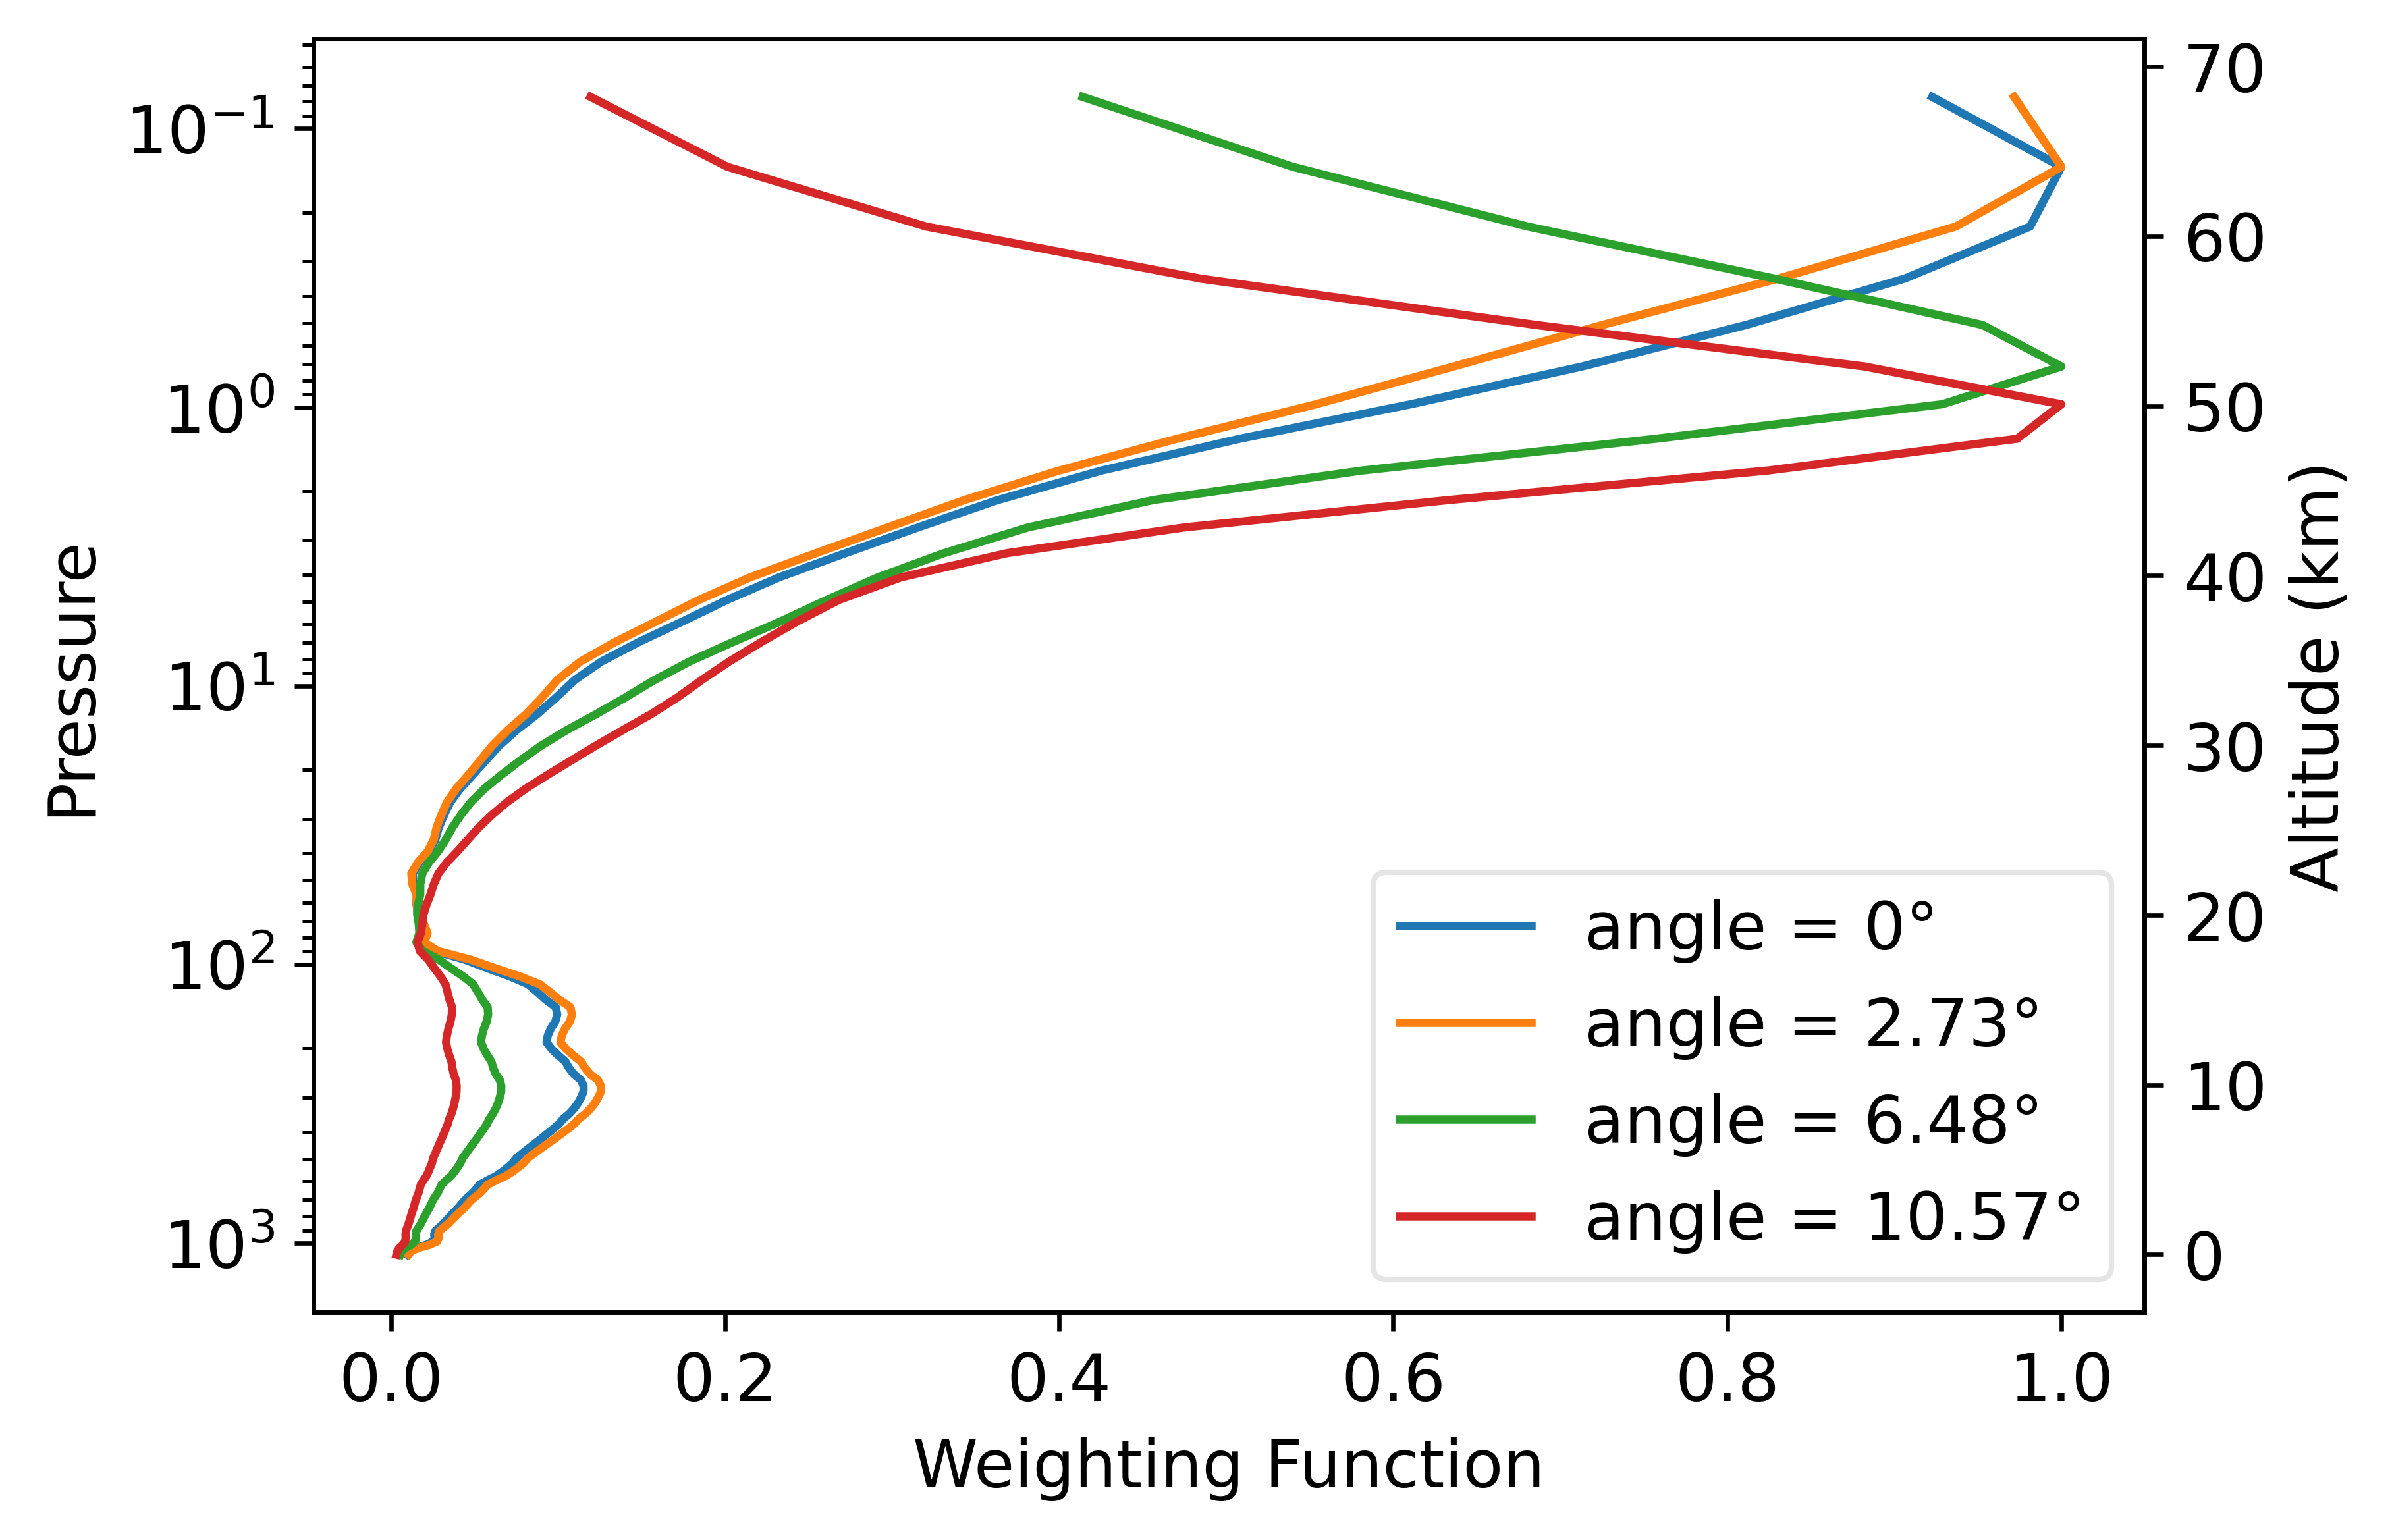 Pressure
10⁻¹
10⁰
10¹
10²
10³
0.0 0.2 0.4 0.6 0.8 1.0
Weighting Function
70
60
50
40
30
20
10
0
Altitude (km)
angle = 0°
angle = 2.73°
angle = 6.48°
angle = 10.57°